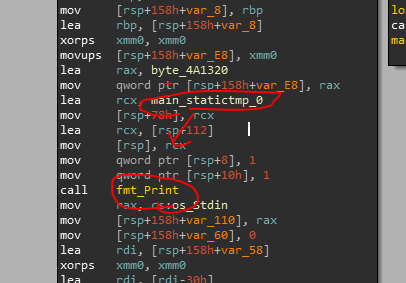 mov [rsp+158h+var_8], rbp
lea rbp, [rsp+158h+var_8]
xorps xmm0, xmm0
movups [rsp+158h+var_E8], xmm0
lea rax, byte_4A1320
mov qword ptr [rsp+158h+var_E8], rax
lea rcx, main_statictmp_0
mov [rsp+78h], rcx
lea rcx, [rsp+112]
mov [rsp], rcx
mov qword ptr [rsp+8], 1
mov qword ptr [rsp+10h], 1
call fmt_Print
mov rax, cs:os_Stdin
mov [rsp+158h+var_110], rax
mov [rsp+158h+var_60], 0
lea rdi, [rsp+158h+var_58]
xorps xmm0, xmm0
lea rdi, [rdi-30h]
lo
ca
ma